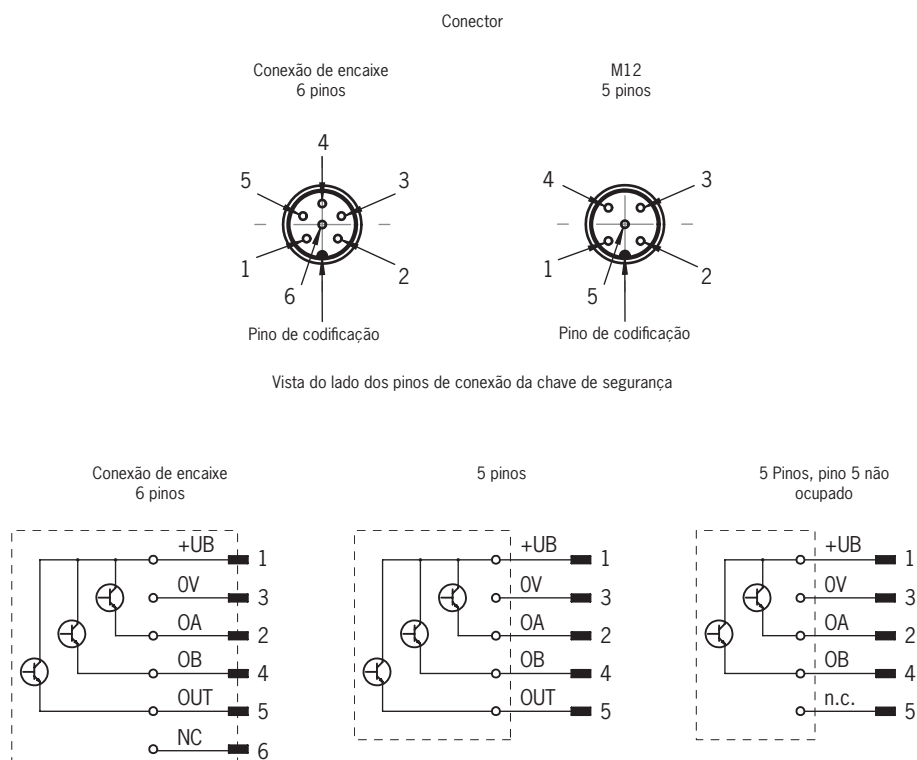 Conector
Conexão de encaixe
6 pinos
M12
5 pinos
4
5
3
1
2
6
Pino de codificação
4
3
1
2
5
Pino de codificação
Vista do lado dos pinos de conexão da chave de segurança
Conexão de encaixe
6 pinos
+UB
1
0V
3
OA
2
OB
4
OUT
5
NC
6
5 pinos
+UB
1
0V
3
OA
2
OB
4
OUT
5
5 Pinos, pino 5 não
ocupado
+UB
1
0V
3
OA
2
OB
4
n.c.
5